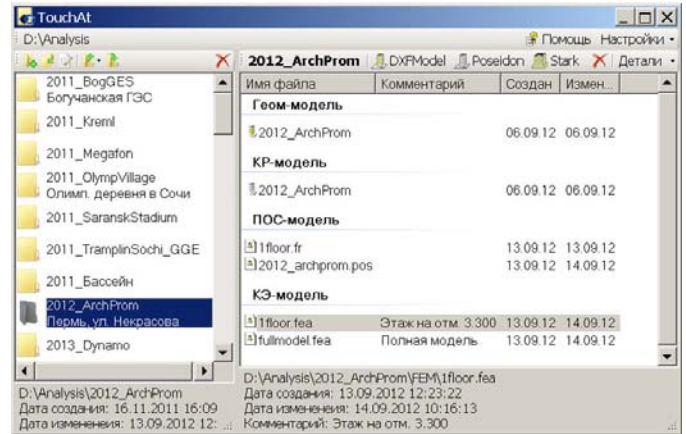 TouchAt
D:\Analysis
Помощь Настройки
2012_ArchProm DXFModel Poseidon Stark Детали
2011_BogGES
Богучанская ГЭС
2011_Kreml
2011_Megafon
2011_OlympVillage
Олимп. деревня в Сочи
2011_SaranskStadium
2011_TramplinSochi_GGE
2011_Бассейн
2012_ArchProm
Пермь, ул. Некрасова
2013_Dynamo
D:\Analysis\2012_ArchProm
Дата создания: 16.11.2011 16:09
Дата изменения: 13.09.2012 12:
Имя файла Комментарий Создан Измен...
Геом-модель
2012_ArchProm 06.09.12 06.09.12
КР-модель
2012_ArchProm 06.09.12 06.09.12
ПОС-модель
1floor.fr 13.09.12 13.09.12
2012_archprom.pos 13.09.12 14.09.12
КЭ-модель
1floor.fea Этаж на отм. 3.300 13.09.12 14.09.12
fullmodel.fea Полная модель 13.09.12 14.09.12
D:\Analysis\2012_ArchProm\FEM\1floor.fea
Дата создания: 13.09.2012 12:23:22
Дата изменения: 14.09.2012 10:16:13
Комментарий: Этаж на отм. 3.300